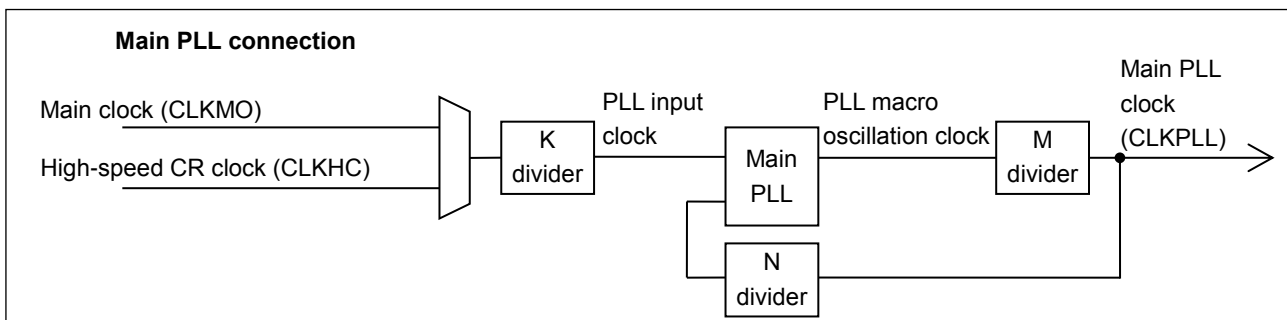 Main PLL connection
Main clock (CLKMO)
High-speed CR clock (CLKHC)
K
divider
PLL input
clock
Main
PLL
PLL macro
oscillation clock
M
divider
Main PLL
clock
(CLKPLL)
N
divider